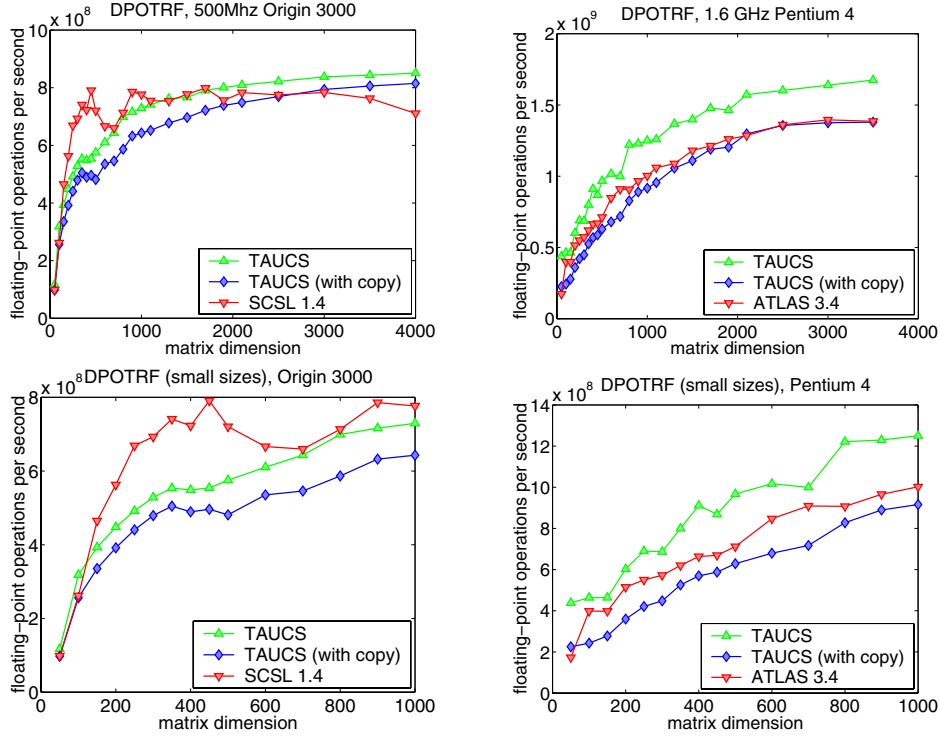 DPOTRF, 500Mhz Origin 3000
x 10^8
floating−point operations per second
10
8
6
4
2
0
0 1000 2000 3000 4000
matrix dimension
TAUCS
TAUCS (with copy)
SCSL 1.4
DPOTRF, 1.6 GHz Pentium 4
x 10^9
floating−point operations per second
2
1.5
1
0.5
0
0 1000 2000 3000 4000
matrix dimension
TAUCS
TAUCS (with copy)
ATLAS 3.4
DPOTRF (small sizes), Origin 3000
x 10^8
floating−point operations per second
8
6
4
2
0
0 200 400 600 800 1000
matrix dimension
TAUCS
TAUCS (with copy)
SCSL 1.4
DPOTRF (small sizes), Pentium 4
x 10^8
floating−point operations per second
14
12
10
8
6
4
2
0
200 400 600 800 1000
matrix dimension
TAUCS
TAUCS (with copy)
ATLAS 3.4